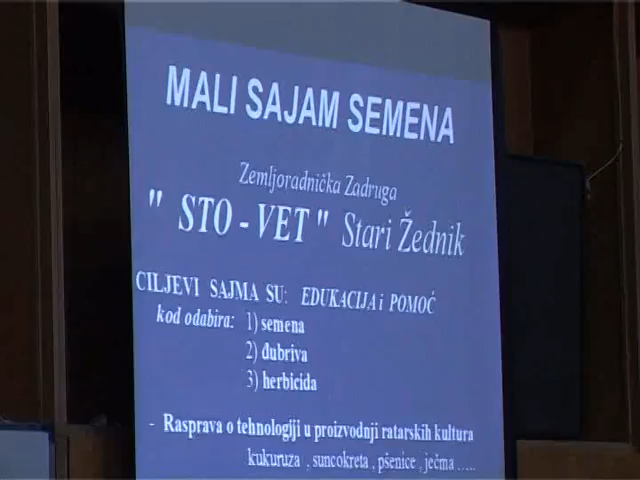 MALI SAJAM SEMENA
Zemljoradnička Zadruga
" STO - VET " Stari Žednik
CILJEVI SAJMA SU: EDUKACIJA i POMOĆ
kod odabira: 1) semena
2) đubriva
3) herbicida
- Rasprava o tehnologiji u proizvodnji ratarskih kultura
kukuruza , suncokreta , pšenice , ječma .....